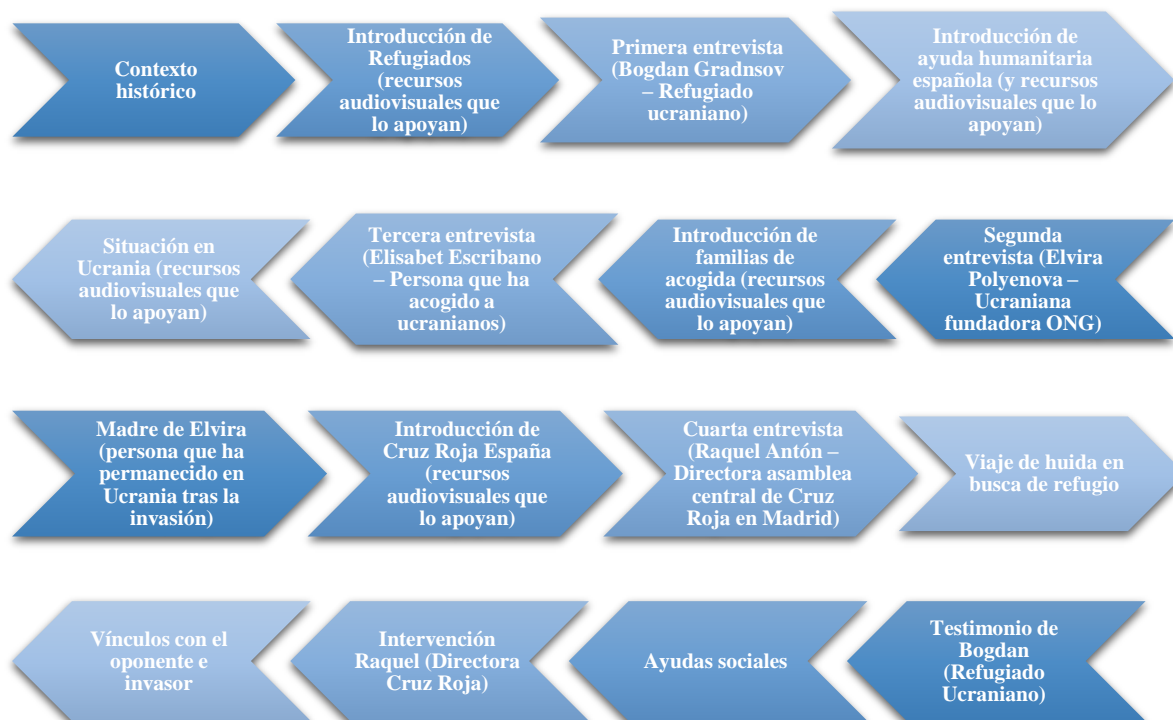 Contexto
histórico
Introducción de
Refugiados
(recursos
audiovisuales que
lo apoyan)
Primera entrevista
(Bogdan Gradnsov
– Refugiado
ucraniano)
Introducción de
ayuda humanitaria
española (y recursos
audiovisuales que lo
apoyan)
Segunda
entrevista (Elvira
Polyenova –
Ucraniana
fundadora ONG)
Introducción de
familias de
acogida (recursos
audiovisuales que
lo apoyan)
Tercera entrevista
(Elisabet Escribano
– Persona que ha
acogido a
ucranianos)
Situación en
Ucrania (recursos
audiovisuales que
lo apoyan)
Madre de Elvira
(persona que ha
permanecido en
Ucrania tras la
invasión)
Introducción de
Cruz Roja España
(recursos
audiovisuales que
lo apoyan)
Cuarta entrevista
(Raquel Antón –
Directora asamblea
central de Cruz
Roja en Madrid)
Viaje de huida en
busca de refugio
Testimonio de
Bogdan
(Refugiado
Ucraniano)
Ayudas sociales
Intervención
Raquel (Directora
Cruz Roja)
Vínculos con el
oponente e
invasor